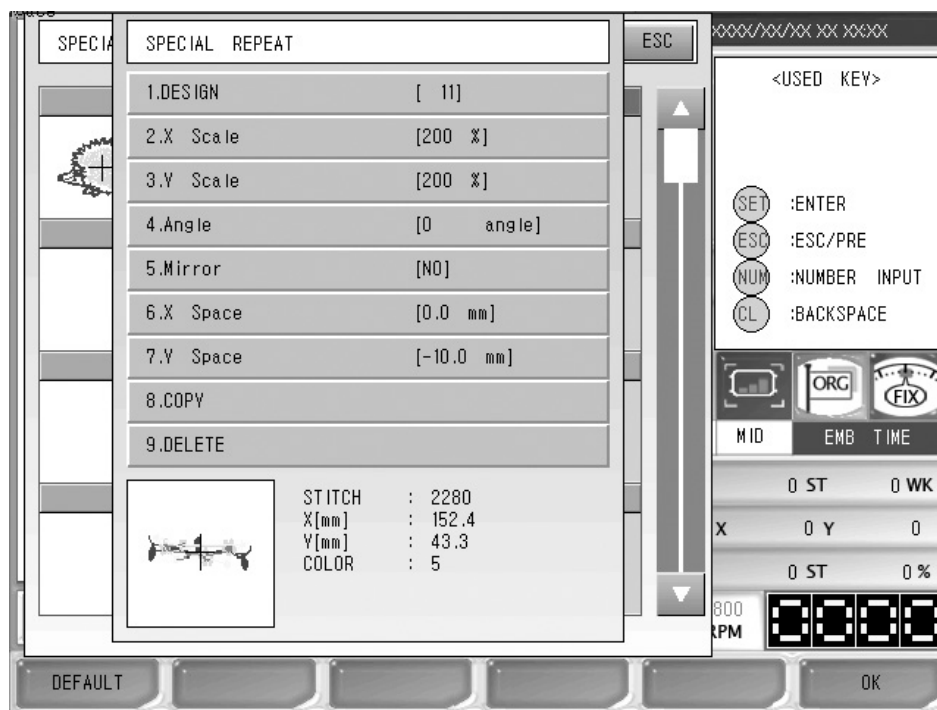 SPECIA
SPECIAL REPEAT
ESC
XXXX/XX/XX XX XX:XX
<USED KEY>
1.DESIGN [ 11]
2.X Scale [200 %]
3.Y Scale [200 %]
4.Angle [0 angle]
5.Mirror [NO]
6.X Space [0.0 mm]
7.Y Space [-10.0 mm]
8.COPY
9.DELETE
SET :ENTER
ESC :ESC/PRE
NUM :NUMBER INPUT
CL :BACKSPACE
ORG
FIX
MID EMB TIME
0 ST 0 WK
X 0 Y 0
0 ST 0 %
STITCH : 2280
X[mm] : 152.4
Y[mm] : 43.3
COLOR : 5
800
RPM
0000
DEFAULT
OK